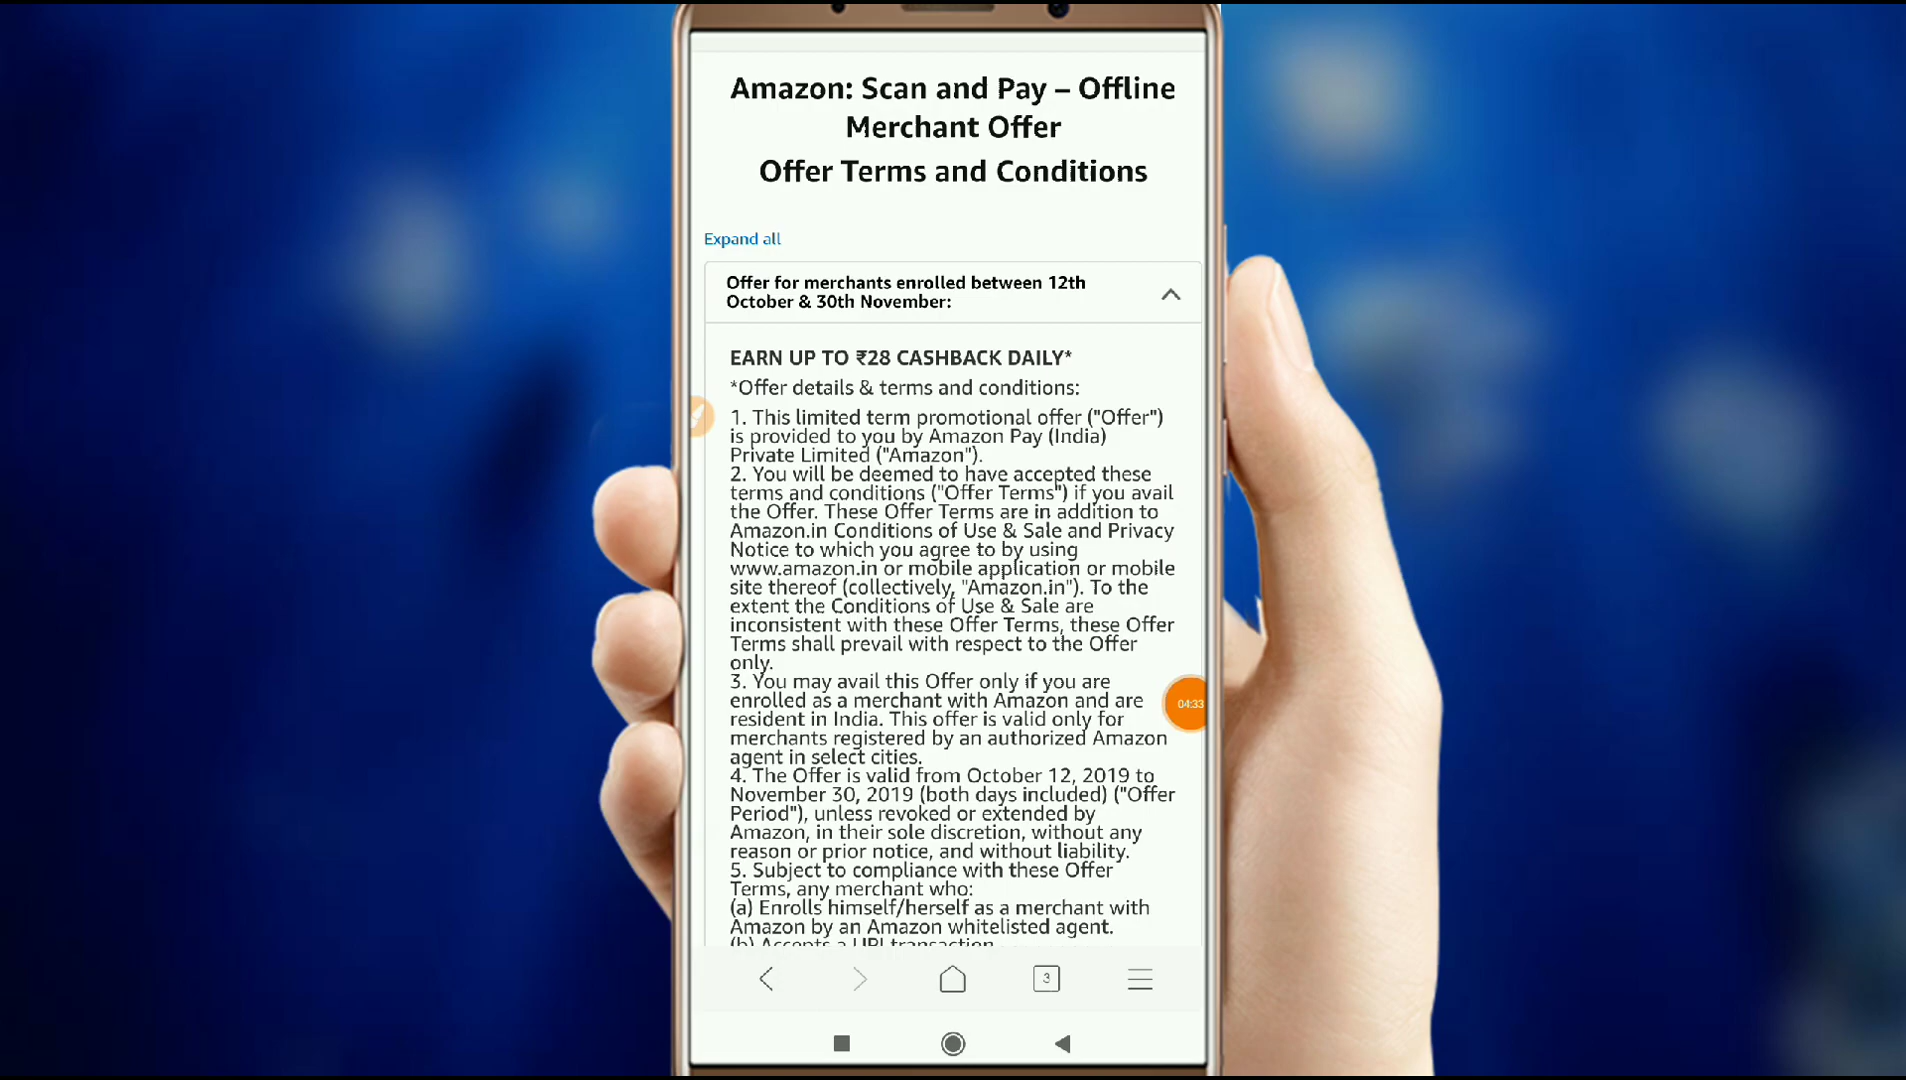 Amazon: Scan and Pay – Offline
Merchant Offer
Offer Terms and Conditions
Expand all
Offer for merchants enrolled between 12th
October & 30th November:
EARN UP TO ₹28 CASHBACK DAILY*
*Offer details & terms and conditions:
1. This limited term promotional offer ("Offer")
is provided to you by Amazon Pay (India)
Private Limited ("Amazon").
2. You will be deemed to have accepted these
terms and conditions ("Offer Terms") if you avail
the Offer. These Offer Terms are in addition to
Amazon.in Conditions of Use & Sale and Privacy
Notice to which you agree to by using
www.amazon.in or mobile application or mobile
site thereof (collectively, "Amazon.in"). To the
extent the Conditions of Use & Sale are
inconsistent with these Offer Terms, these Offer
Terms shall prevail with respect to the Offer
only.
3. You may avail this Offer only if you are
enrolled as a merchant with Amazon and are
resident in India. This offer is valid only for
merchants registered by an authorized Amazon
agent in select cities.
04:33
4. The Offer is valid from October 12, 2019 to
November 30, 2019 (both days included) ("Offer
Period"), unless revoked or extended by
Amazon, in their sole discretion, without any
reason or prior notice, and without liability.
5. Subject to compliance with these Offer
Terms, any merchant who:
(a) Enrolls himself/herself as a merchant with
Amazon by an Amazon whitelisted agent.
(b) Accepts a UPI transaction
3